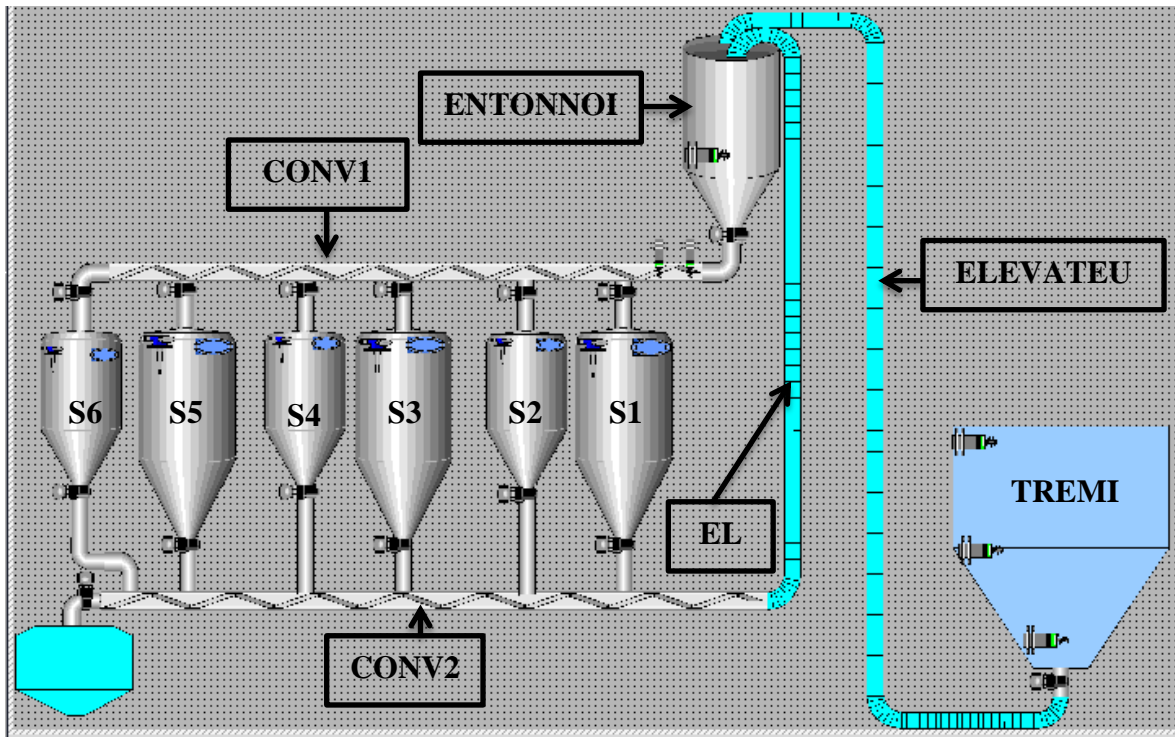 ENTONNOI
CONV1
ELEVATEU
S6
S5
S4
S3
S2
S1
TREMI
EL
CONV2